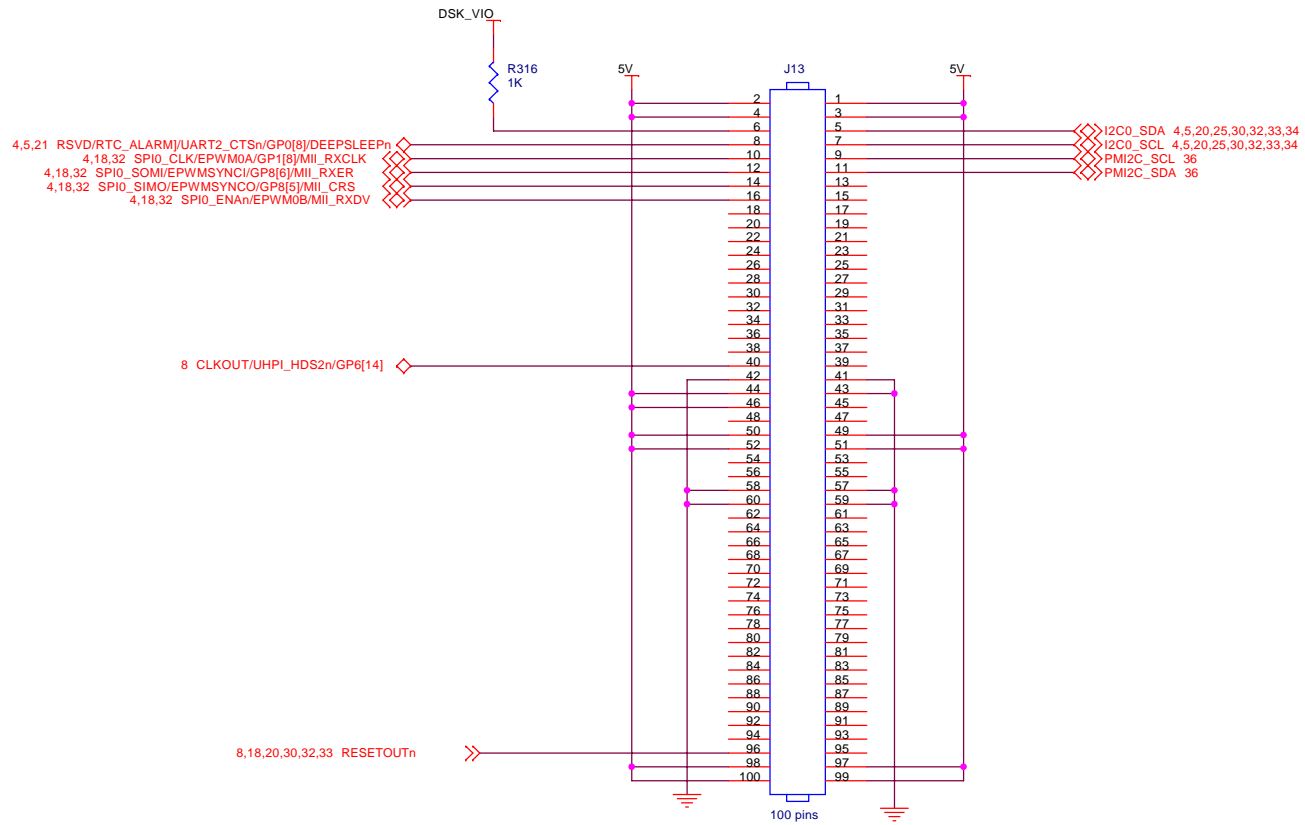 DSK_VIO
R316
1K
5V
J13
5V
2 1
4 3
6 5 I2C0_SDA 4,5,20,25,30,32,33,34
4,5,21 RSVD/RTC_ALARM]/UART2_CTSn/GP0[8]/DEEPSLEEPn 8 7 I2C0_SCL 4,5,20,25,30,32,33,34
4,18,32 SPI0_CLK/EPWM0A/GP1[8]/MII_RXCLK 10 9 PMI2C_SCL 36
4,18,32 SPI0_SOMI/EPWMSYNCI/GP8[6]/MII_RXER 12 11 PMI2C_SDA 36
4,18,32 SPI0_SIMO/EPWMSYNCO/GP8[5]/MII_CRS 14 13
4,18,32 SPI0_ENAn/EPWM0B/MII_RXDV 16 15
18 17
20 19
22 21
24 23
26 25
28 27
30 29
32 31
34 33
36 35
38 37
8 CLKOUT/UHPI_HDS2n/GP6[14] 40 39
42 41
44 43
46 45
48 47
50 49
52 51
54 53
56 55
58 57
60 59
62 61
64 63
66 65
68 67
70 69
72 71
74 73
76 75
78 77
80 79
82 81
84 83
86 85
88 87
90 89
92 91
94 93
8,18,20,30,32,33 RESETOUTn 96 95
98 97
100 99
100 pins